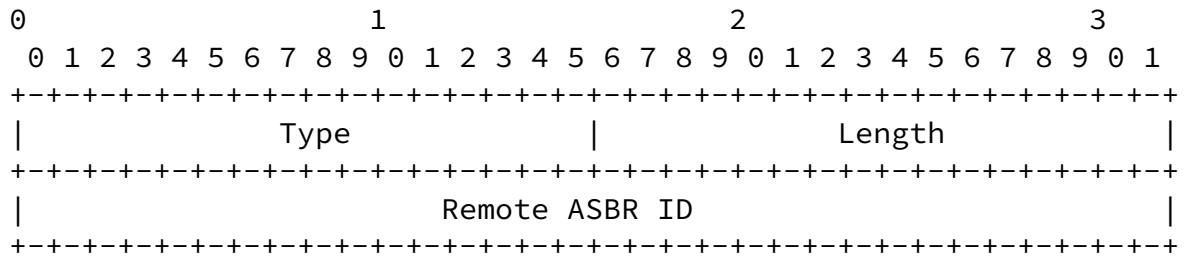 0                   1                   2                   3
 0 1 2 3 4 5 6 7 8 9 0 1 2 3 4 5 6 7 8 9 0 1 2 3 4 5 6 7 8 9 0 1
+-+-+-+-+-+-+-+-+-+-+-+-+-+-+-+-+-+-+-+-+-+-+-+-+-+-+-+-+-+-+-+-+
|              Type             |             Length            |
+-+-+-+-+-+-+-+-+-+-+-+-+-+-+-+-+-+-+-+-+-+-+-+-+-+-+-+-+-+-+-+-+
|                       Remote ASBR ID                          |
+-+-+-+-+-+-+-+-+-+-+-+-+-+-+-+-+-+-+-+-+-+-+-+-+-+-+-+-+-+-+-+-+